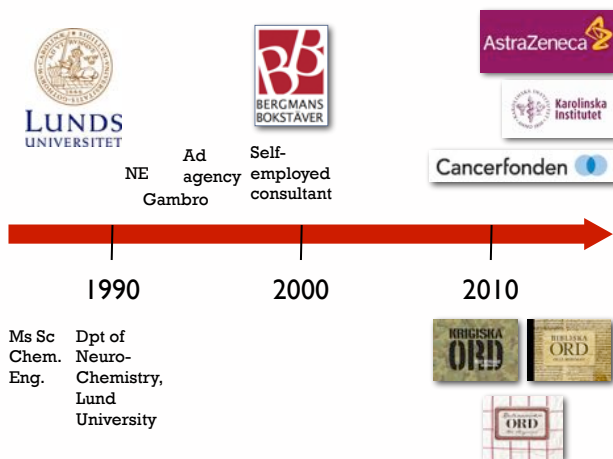 LUNDS
UNIVERSITET
BERGMANS
BOKSTÄVER
AstraZeneca
Karolinska
Institutet
Cancerfonden
NE
Gambro
Ad
agency
Self-
employed
consultant
1990
2000
2010
Ms Sc
Chem.
Eng.
Dpt of
Neuro-
Chemistry,
Lund
University
KRIGISKA
ORD
BIBLISKA
ORD
ORD